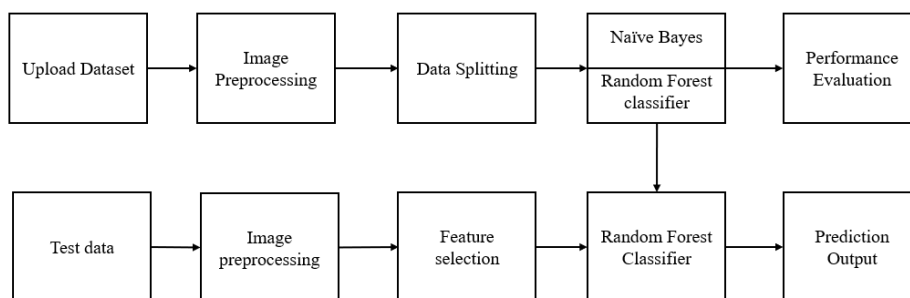 Upload Dataset
Image
Preprocessing
Data Splitting
Naïve Bayes
Random Forest
classifier
Performance
Evaluation
Test data
Image
preprocessing
Feature
selection
Random Forest
Classifier
Prediction
Output